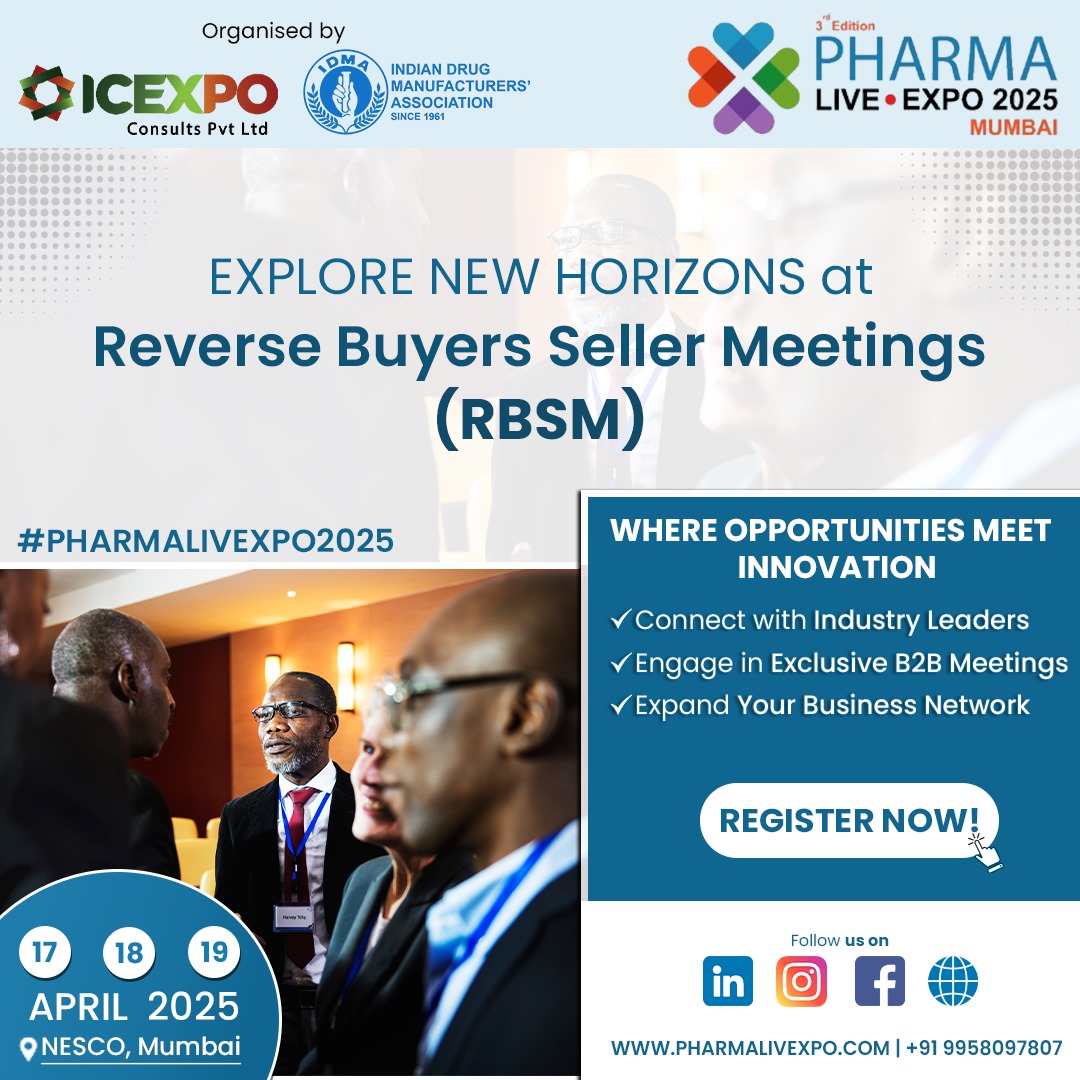 Organised by
ICEXPO
Consults Pvt Ltd
IDMA
INDIAN DRUG
MANUFACTURERS'
ASSOCIATION
SINCE 1961
3rd Edition
PHARMA
LIVE • EXPO 2025
MUMBAI
EXPLORE NEW HORIZONS at
Reverse Buyers Seller Meetings
(RBSM)
#PHARMALIVEXPO2025
WHERE OPPORTUNITIES MEET
INNOVATION
✓Connect with Industry Leaders
✓Engage in Exclusive B2B Meetings
✓Expand Your Business Network
REGISTER NOW!
Harvey Toby
17 18 19
APRIL 2025
NESCO, Mumbai
Follow us on
in
f
WWW.PHARMALIVEXPO.COM | +91 9958097807